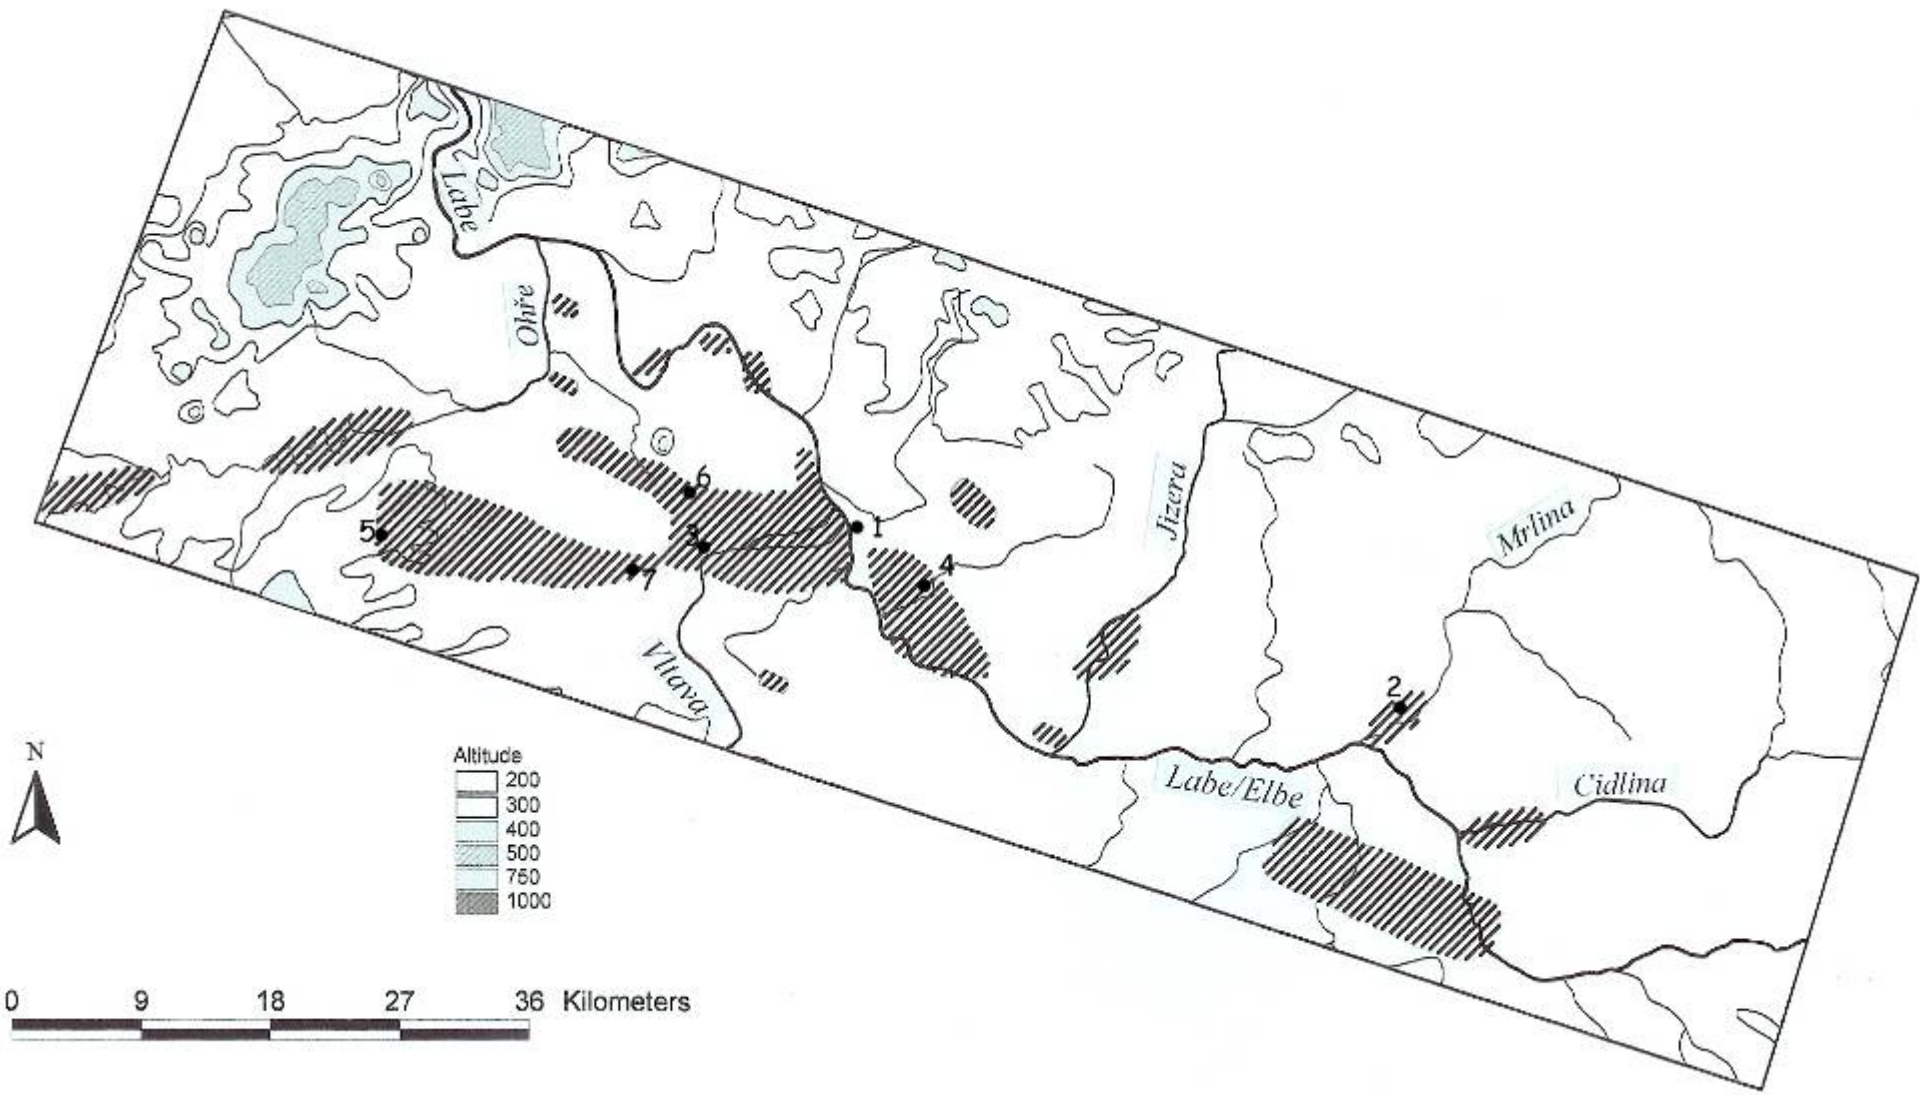 Labe
Ohře
6
5
3
1
7
4
Jizera
Mrlina
Vltava
2
Labe/Elbe
Cidlina
N
Altitude
200
300
400
500
750
1000
0 9 18 27 36 Kilometers